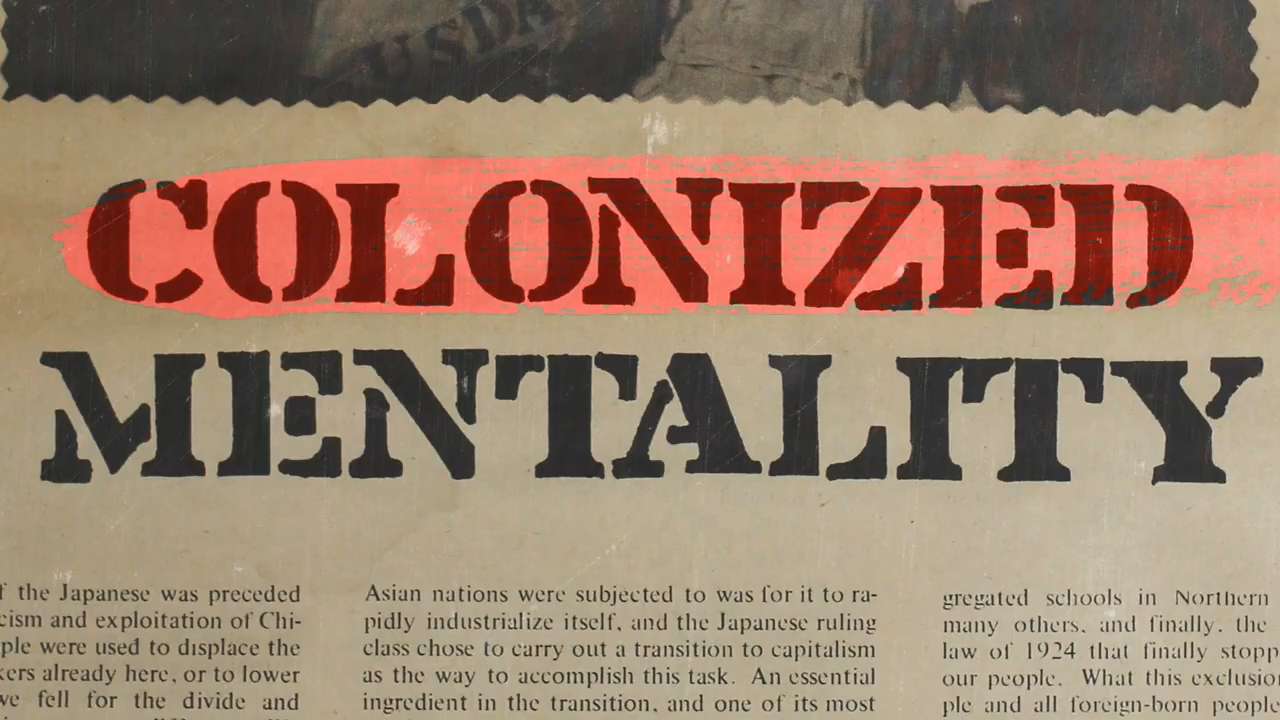 USDA
COLONIZED
MENTALITY
f the Japanese was preceded
cism and exploitation of Chi-
ple were used to displace the
kers already here, or to lower
we fell for the divide and
Asian nations were subjected to was for it to ra-
pidly industrialize itself, and the Japanese ruling
class chose to carry out a transition to capitalism
as the way to accomplish this task. An essential
ingredient in the transition, and one of its most
gregated schools in Northern
many others, and finally, the
law of 1924 that finally stopp
our people. What this exclusion
ple and all foreign-born people